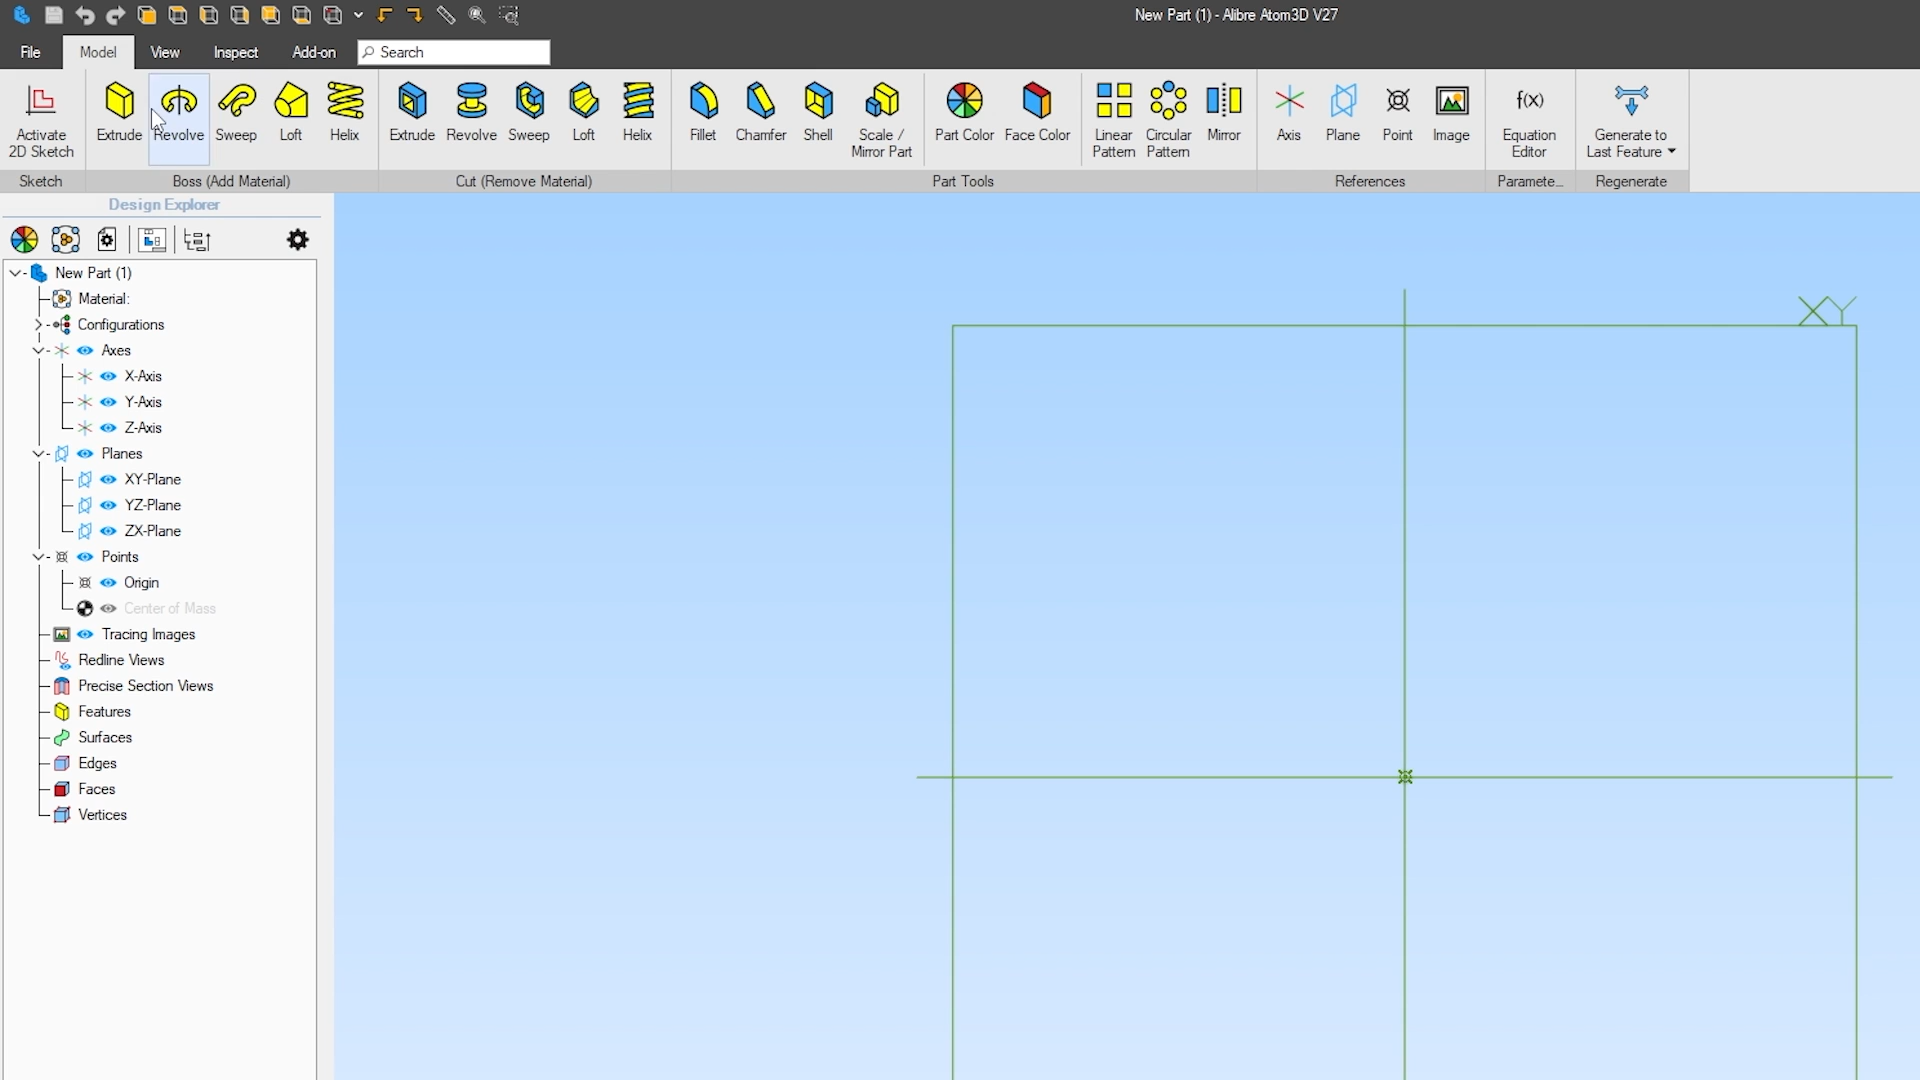 New Part (1) - Alibre Atom3D V27
File Model View Inspect Add-on Search
Activate 2D Sketch
Extrude Revolve Sweep Loft Helix
Extrude Revolve Sweep Loft Helix
Fillet Chamfer Shell Scale / Mirror Part Part Color Face Color Linear Pattern Circular Pattern Mirror
Axis Plane Point Image
f(x) Equation Editor
Generate to Last Feature
Sketch Boss (Add Material) Cut (Remove Material) Part Tools References Paramete... Regenerate
Design Explorer
New Part (1)
Material:
Configurations
Axes
X-Axis
Y-Axis
Z-Axis
Planes
XY-Plane
YZ-Plane
ZX-Plane
Points
Origin
Center of Mass
Tracing Images
Redline Views
Precise Section Views
Features
Surfaces
Edges
Faces
Vertices
XY